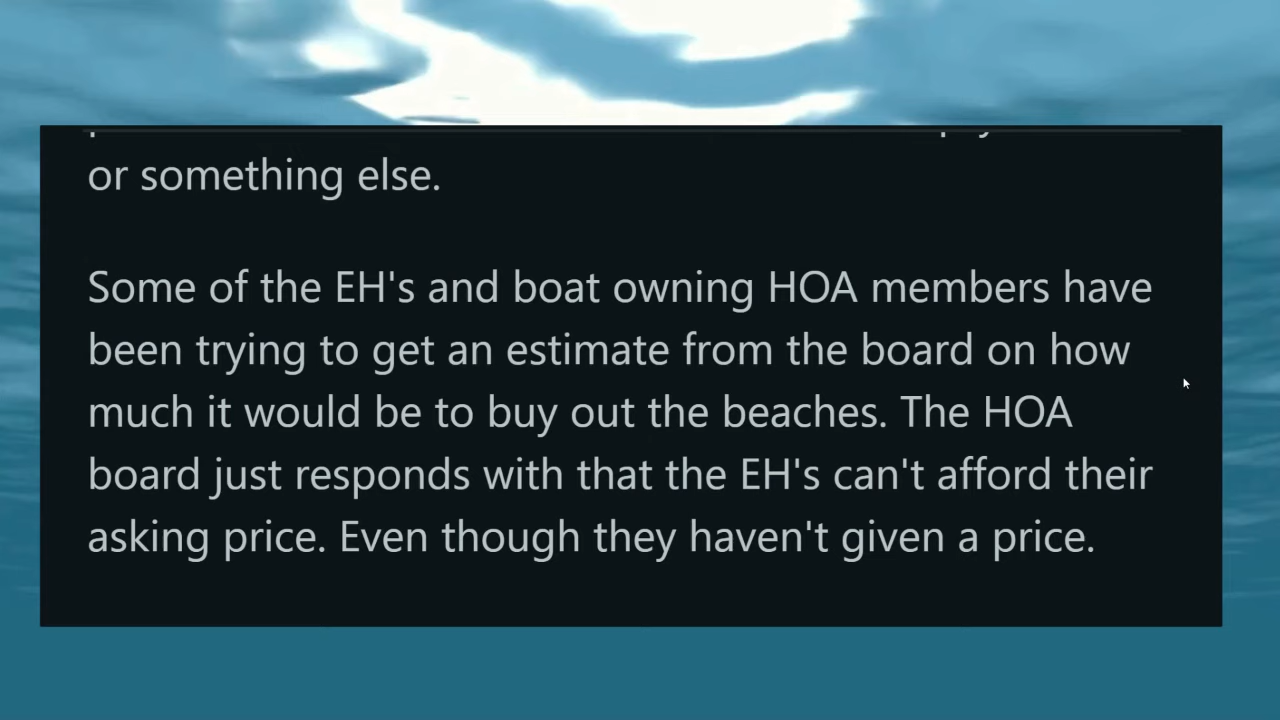 or something else.
Some of the EH's and boat owning HOA members have
been trying to get an estimate from the board on how
much it would be to buy out the beaches. The HOA
board just responds with that the EH's can't afford their
asking price. Even though they haven't given a price.